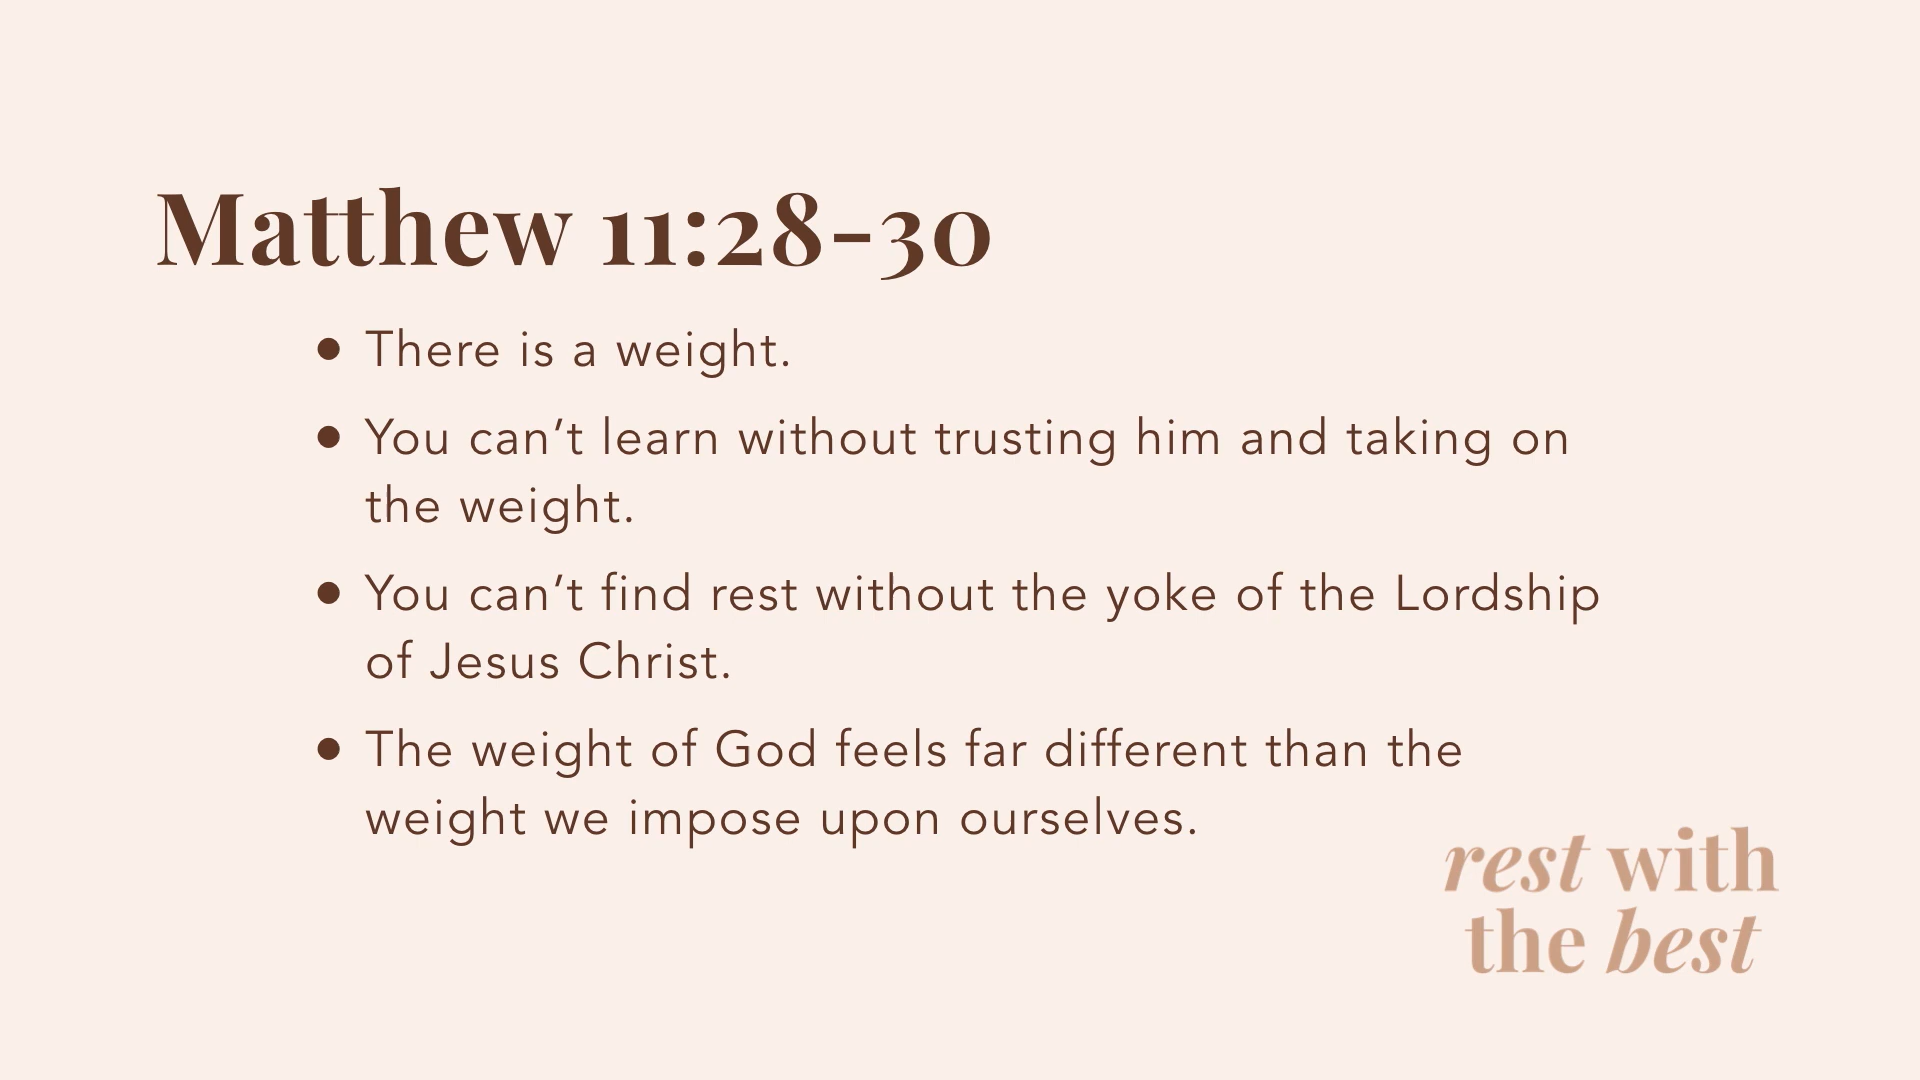 Matthew 11:28-30
• There is a weight.
• You can’t learn without trusting him and taking on
the weight.
• You can’t find rest without the yoke of the Lordship
of Jesus Christ.
• The weight of God feels far different than the
weight we impose upon ourselves.
rest with
the best